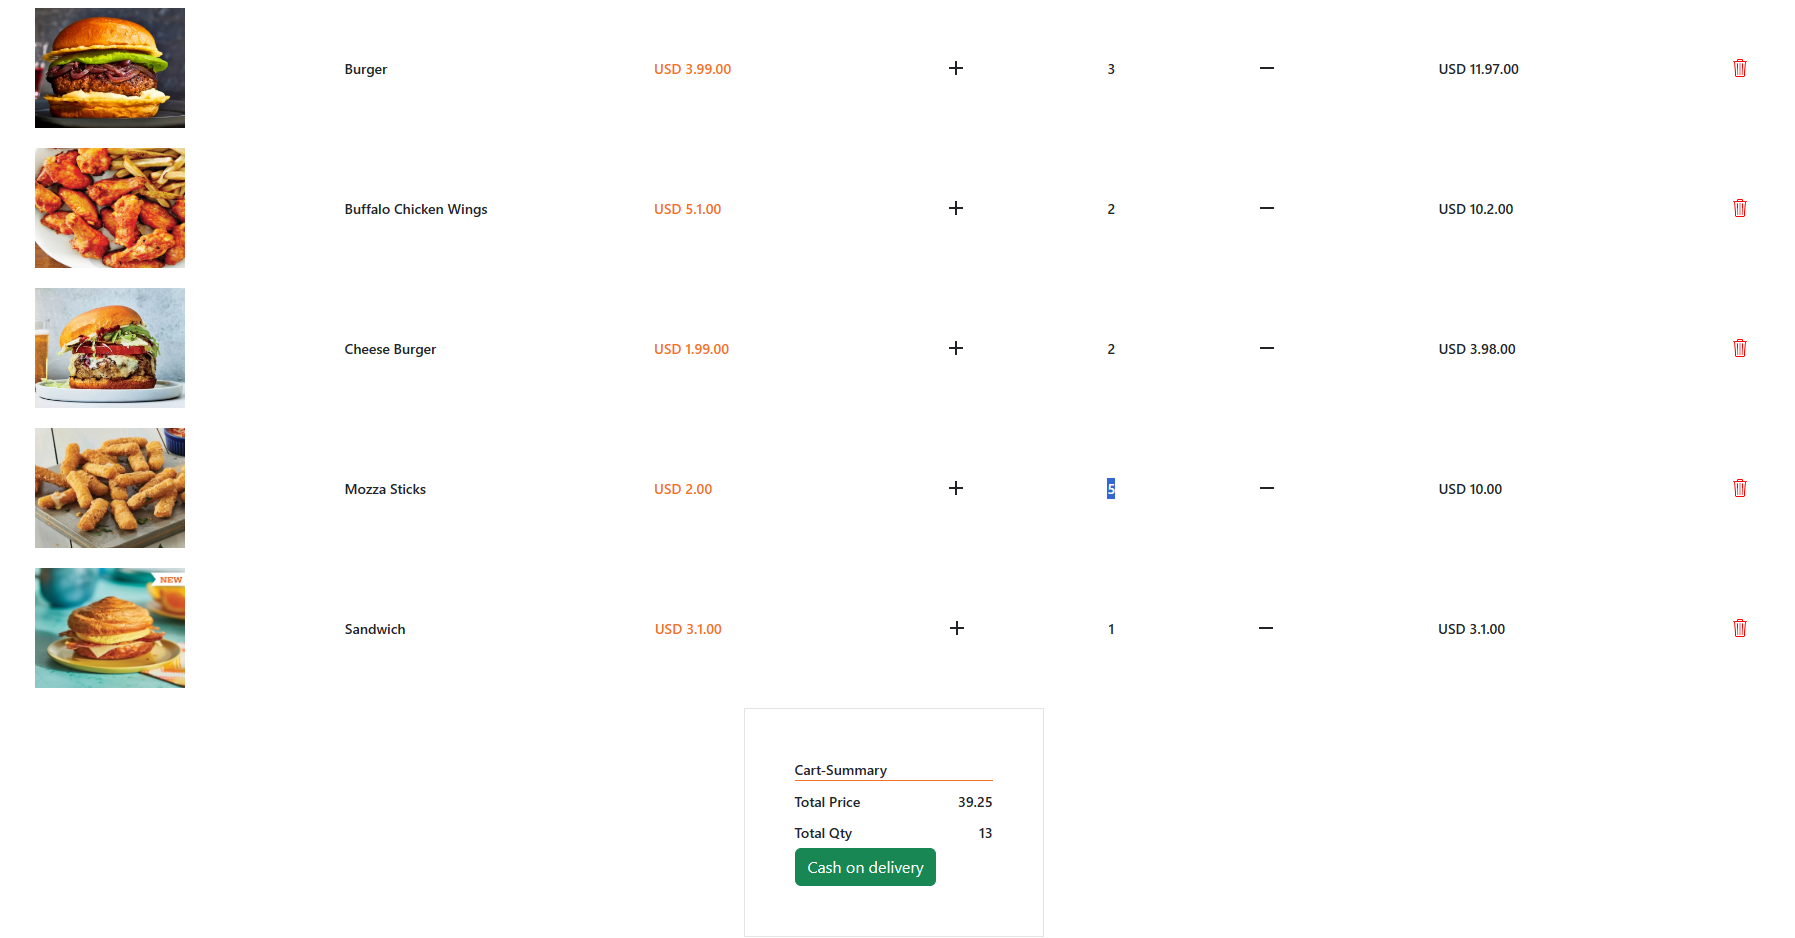 Burger USD 3.99.00 + 3 — USD 11.97.00
Buffalo Chicken Wings USD 5.1.00 + 2 — USD 10.2.00
Cheese Burger USD 1.99.00 + 2 — USD 3.98.00
Mozza Sticks USD 2.00 + 5 — USD 10.00
NEW
Sandwich USD 3.1.00 + 1 — USD 3.1.00
Cart-Summary
Total Price 39.25
Total Qty 13
Cash on delivery